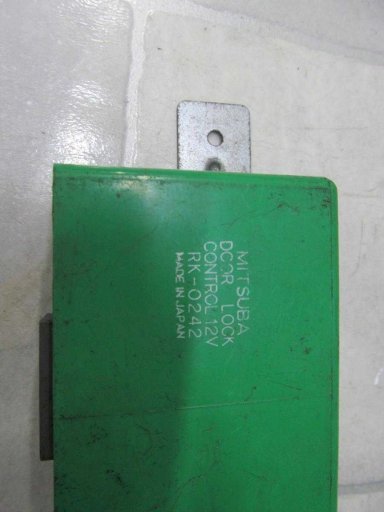 MITSUBA
DOOR LOCK
CONTROL 12V
RK-0242
MADE IN JAPAN